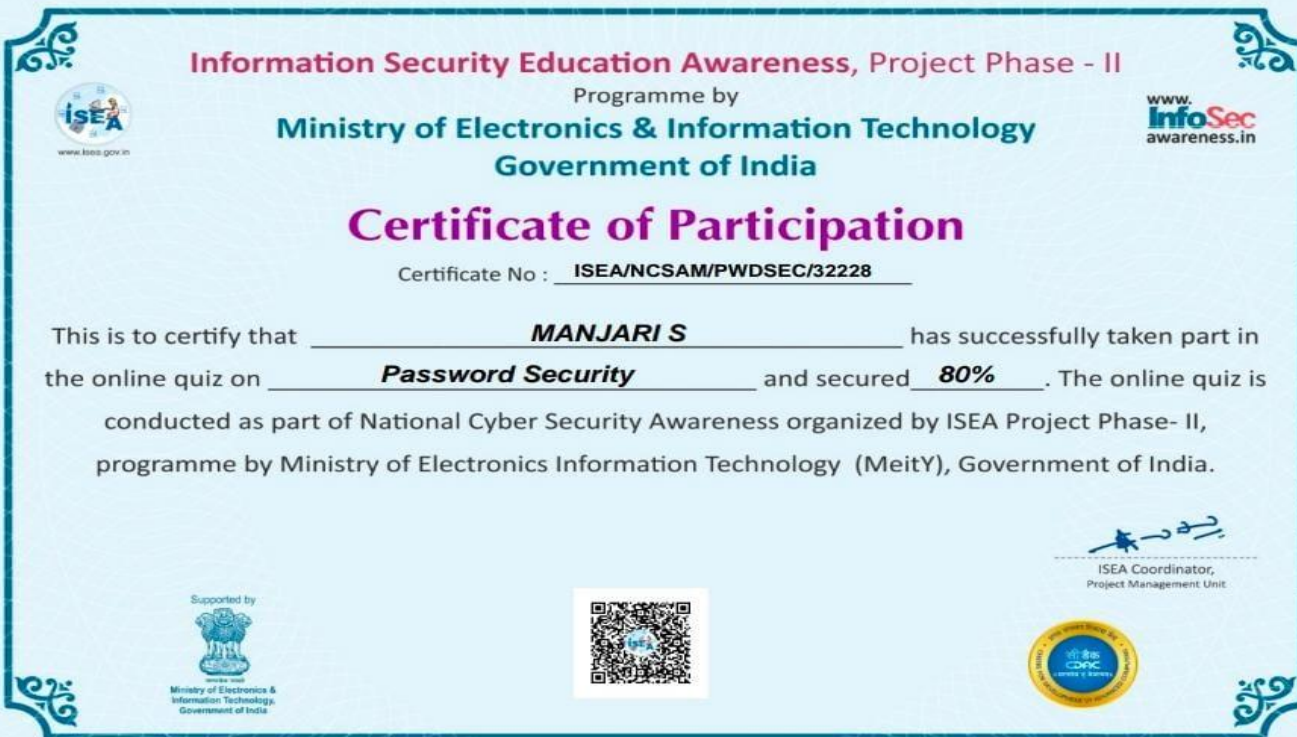 Information Security Education Awareness, Project Phase - II
Programme by
Ministry of Electronics & Information Technology
Government of India
ISEA
www.isea.gov.in
www.
InfoSec
awareness.in
Certificate of Participation
Certificate No : ISEA/NCSAM/PWDSEC/32228
This is to certify that MANJARI S has successfully taken part in
the online quiz on Password Security and secured 80% . The online quiz is
conducted as part of National Cyber Security Awareness organized by ISEA Project Phase- II,
programme by Ministry of Electronics Information Technology (MeitY), Government of India.
ISEA Coordinator,
Project Management Unit
Supported by
सत्यमेव जयते
Ministry of Electronics &
Information Technology,
Government of India
ISEA
सी डैक
CDAC